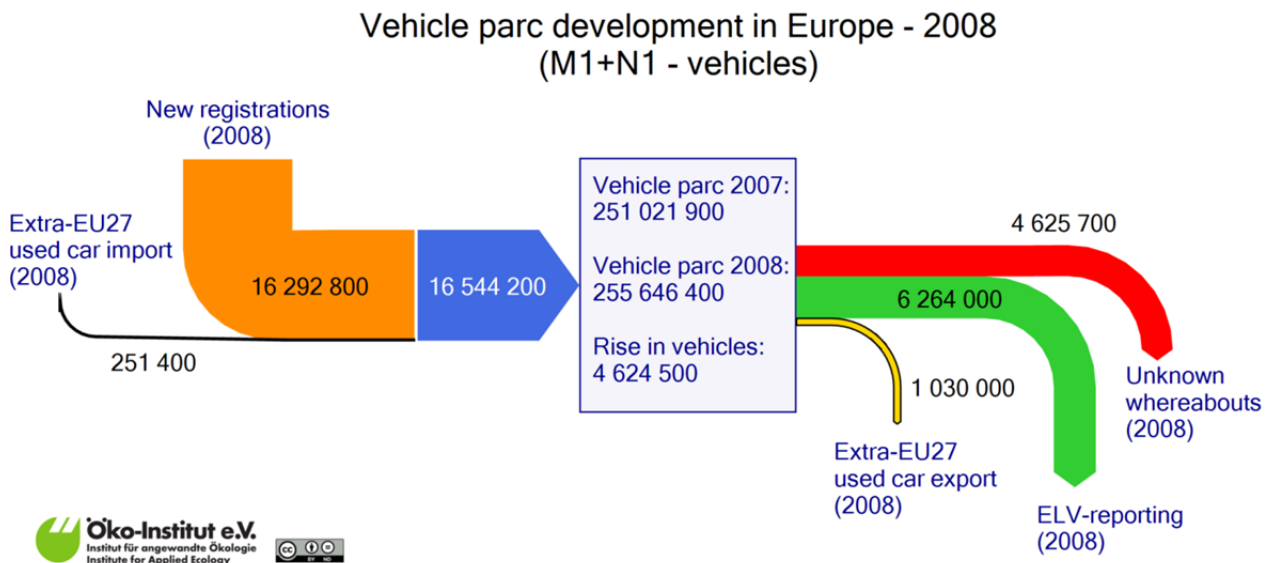 Vehicle parc development in Europe - 2008
(M1+N1 - vehicles)
New registrations
(2008)
Extra-EU27
used car import
(2008)
16 292 800
251 400
16 544 200
Vehicle parc 2007:
251 021 900
Vehicle parc 2008:
255 646 400
Rise in vehicles:
4 624 500
4 625 700
6 264 000
1 030 000
Unknown
whereabouts
(2008)
Extra-EU27
used car export
(2008)
ELV-reporting
(2008)
Öko-Institut e.V.
Institut für angewandte Ökologie
Institute for Applied Ecology
cc
BY ND